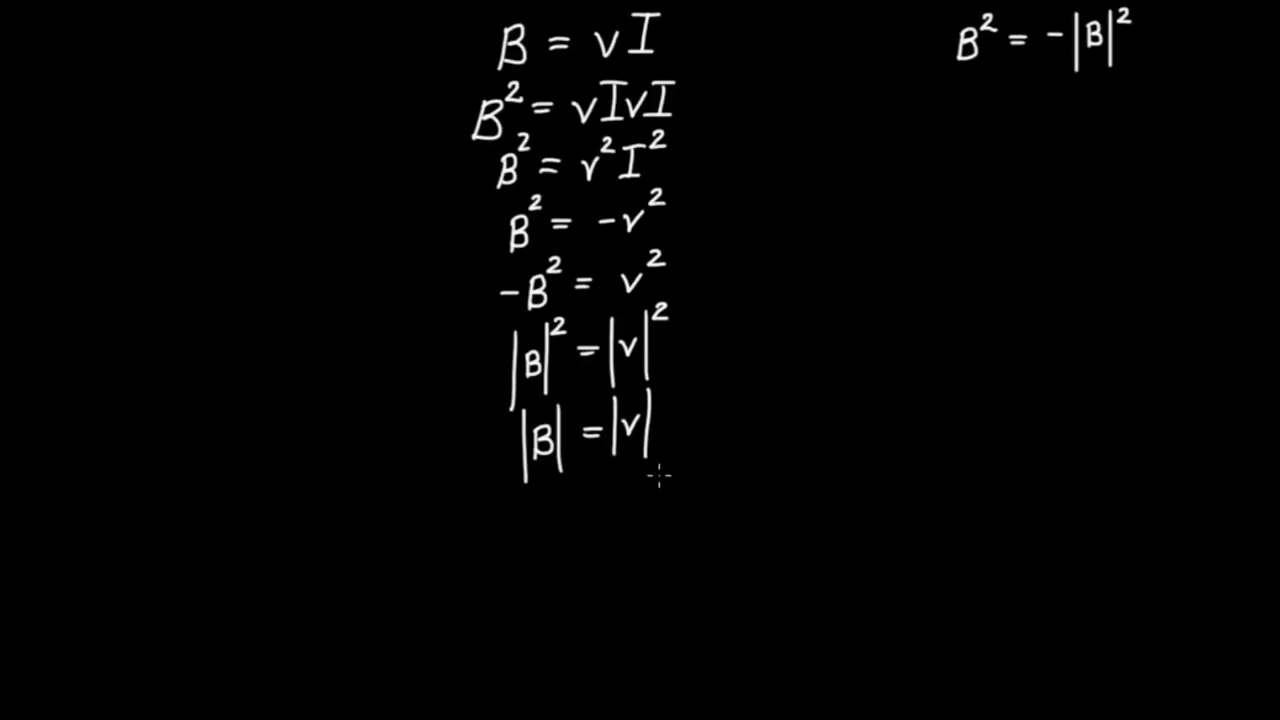 B = vI
B² = -|B|²
B² = vIvI
B² = v²I²
B² = -v²
-B² = v²
|B|² = |v|²
|B| = |v|